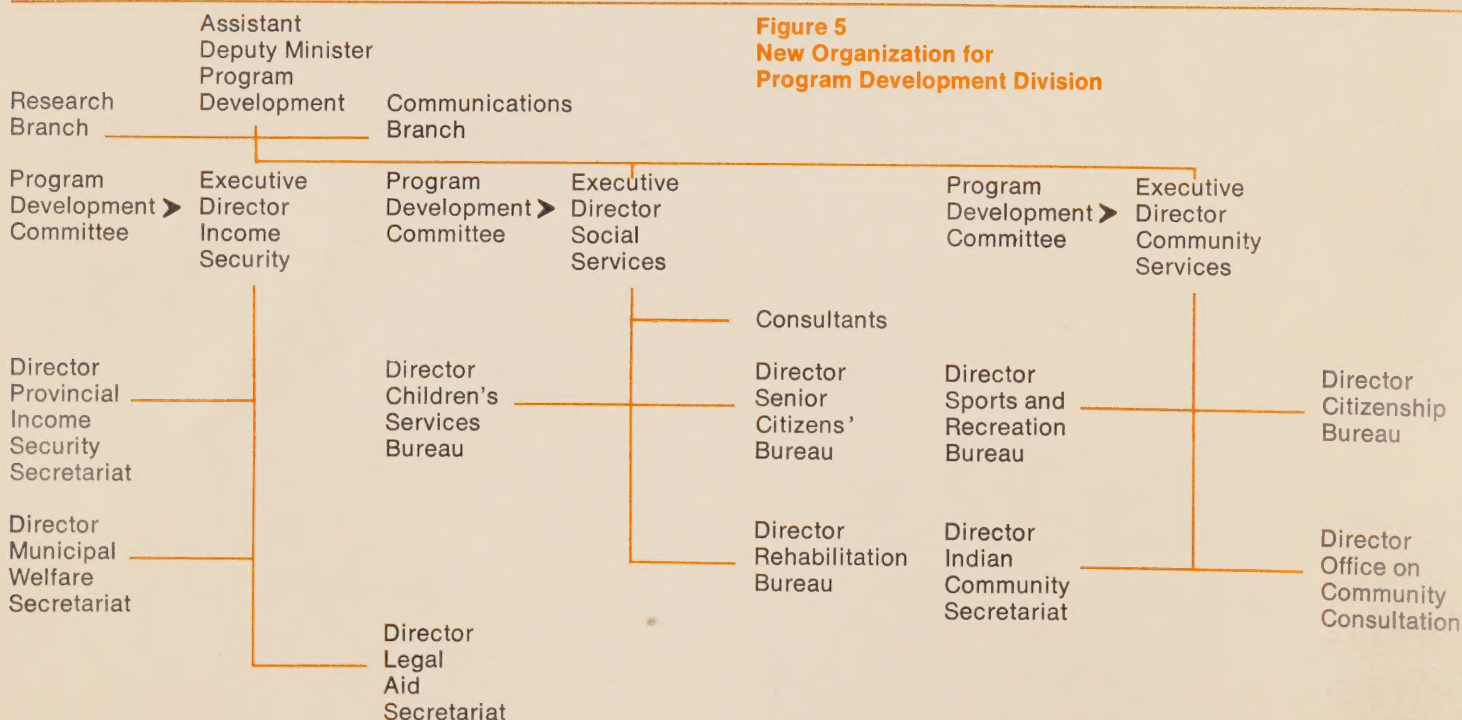 Figure 5
New Organization for
Program Development Division
Assistant
Deputy Minister
Program
Development
Research
Branch
Communications
Branch
Program
Development
Committee
Executive
Director
Income
Security
Program
Development
Committee
Executive
Director
Social
Services
Program
Development
Committee
Executive
Director
Community
Services
Consultants
Director
Provincial
Income
Security
Secretariat
Director
Children's
Services
Bureau
Director
Senior
Citizens'
Bureau
Director
Sports and
Recreation
Bureau
Director
Citizenship
Bureau
Director
Municipal
Welfare
Secretariat
Director
Rehabilitation
Bureau
Director
Indian
Community
Secretariat
Director
Office on
Community
Consultation
Director
Legal
Aid
Secretariat